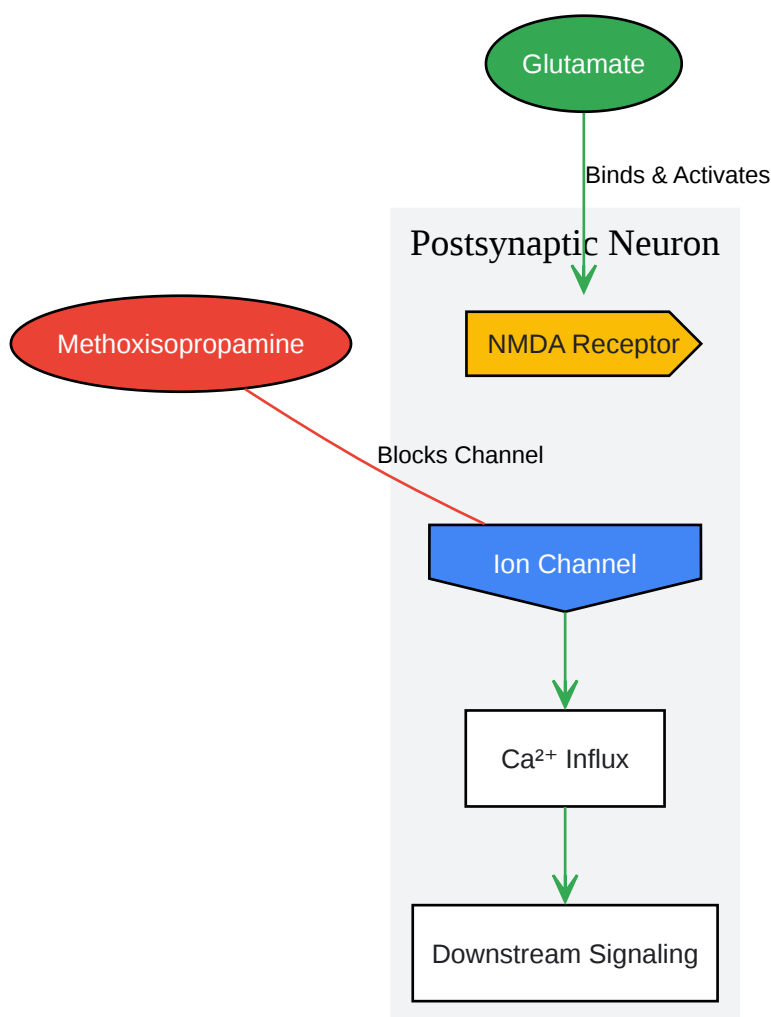 Glutamate
Binds & Activates
Postsynaptic Neuron
Methoxisopropamine
NMDA Receptor
Blocks Channel
Ion Channel
Ca²⁺ Influx
Downstream Signaling